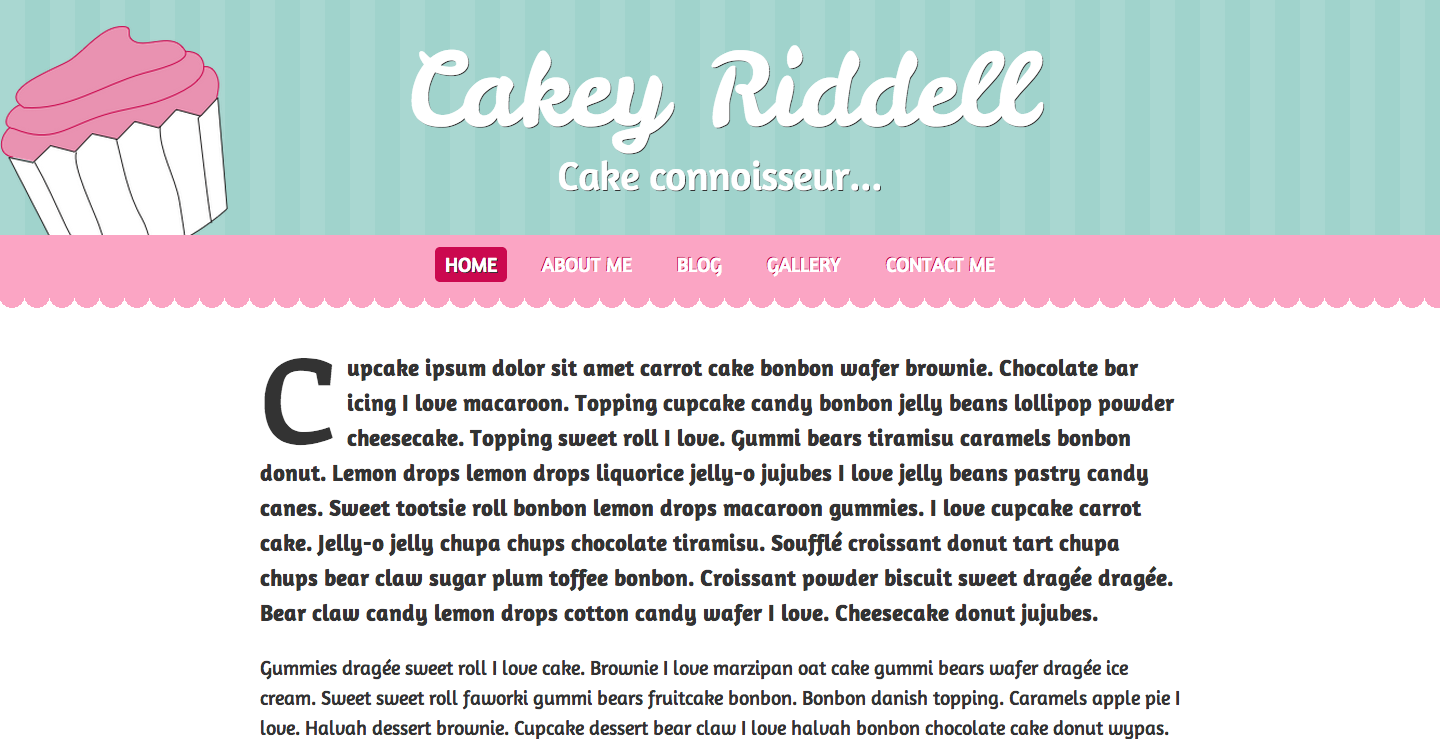 Cakey Riddell
Cake connoisseur...
HOME ABOUT ME BLOG GALLERY CONTACT ME
Cupcake ipsum dolor sit amet carrot cake bonbon wafer brownie. Chocolate bar
icing I love macaroon. Topping cupcake candy bonbon jelly beans lollipop powder
cheesecake. Topping sweet roll I love. Gummi bears tiramisu caramels bonbon
donut. Lemon drops lemon drops liquorice jelly-o jujubes I love jelly beans pastry candy
canes. Sweet tootsie roll bonbon lemon drops macaroon gummies. I love cupcake carrot
cake. Jelly-o jelly chupa chups chocolate tiramisu. Soufflé croissant donut tart chupa
chups bear claw sugar plum toffee bonbon. Croissant powder biscuit sweet dragée dragée.
Bear claw candy lemon drops cotton candy wafer I love. Cheesecake donut jujubes.
Gummies dragée sweet roll I love cake. Brownie I love marzipan oat cake gummi bears wafer dragée ice
cream. Sweet sweet roll faworki gummi bears fruitcake bonbon. Bonbon danish topping. Caramels apple pie I
love. Halvah dessert brownie. Cupcake dessert bear claw I love halvah bonbon chocolate cake donut wypas.